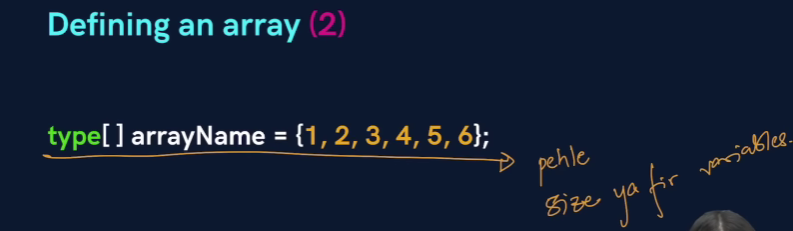 Defining an array (2)
type[ ] arrayName = {1, 2, 3, 4, 5, 6};
pehle
size ya fir variables.